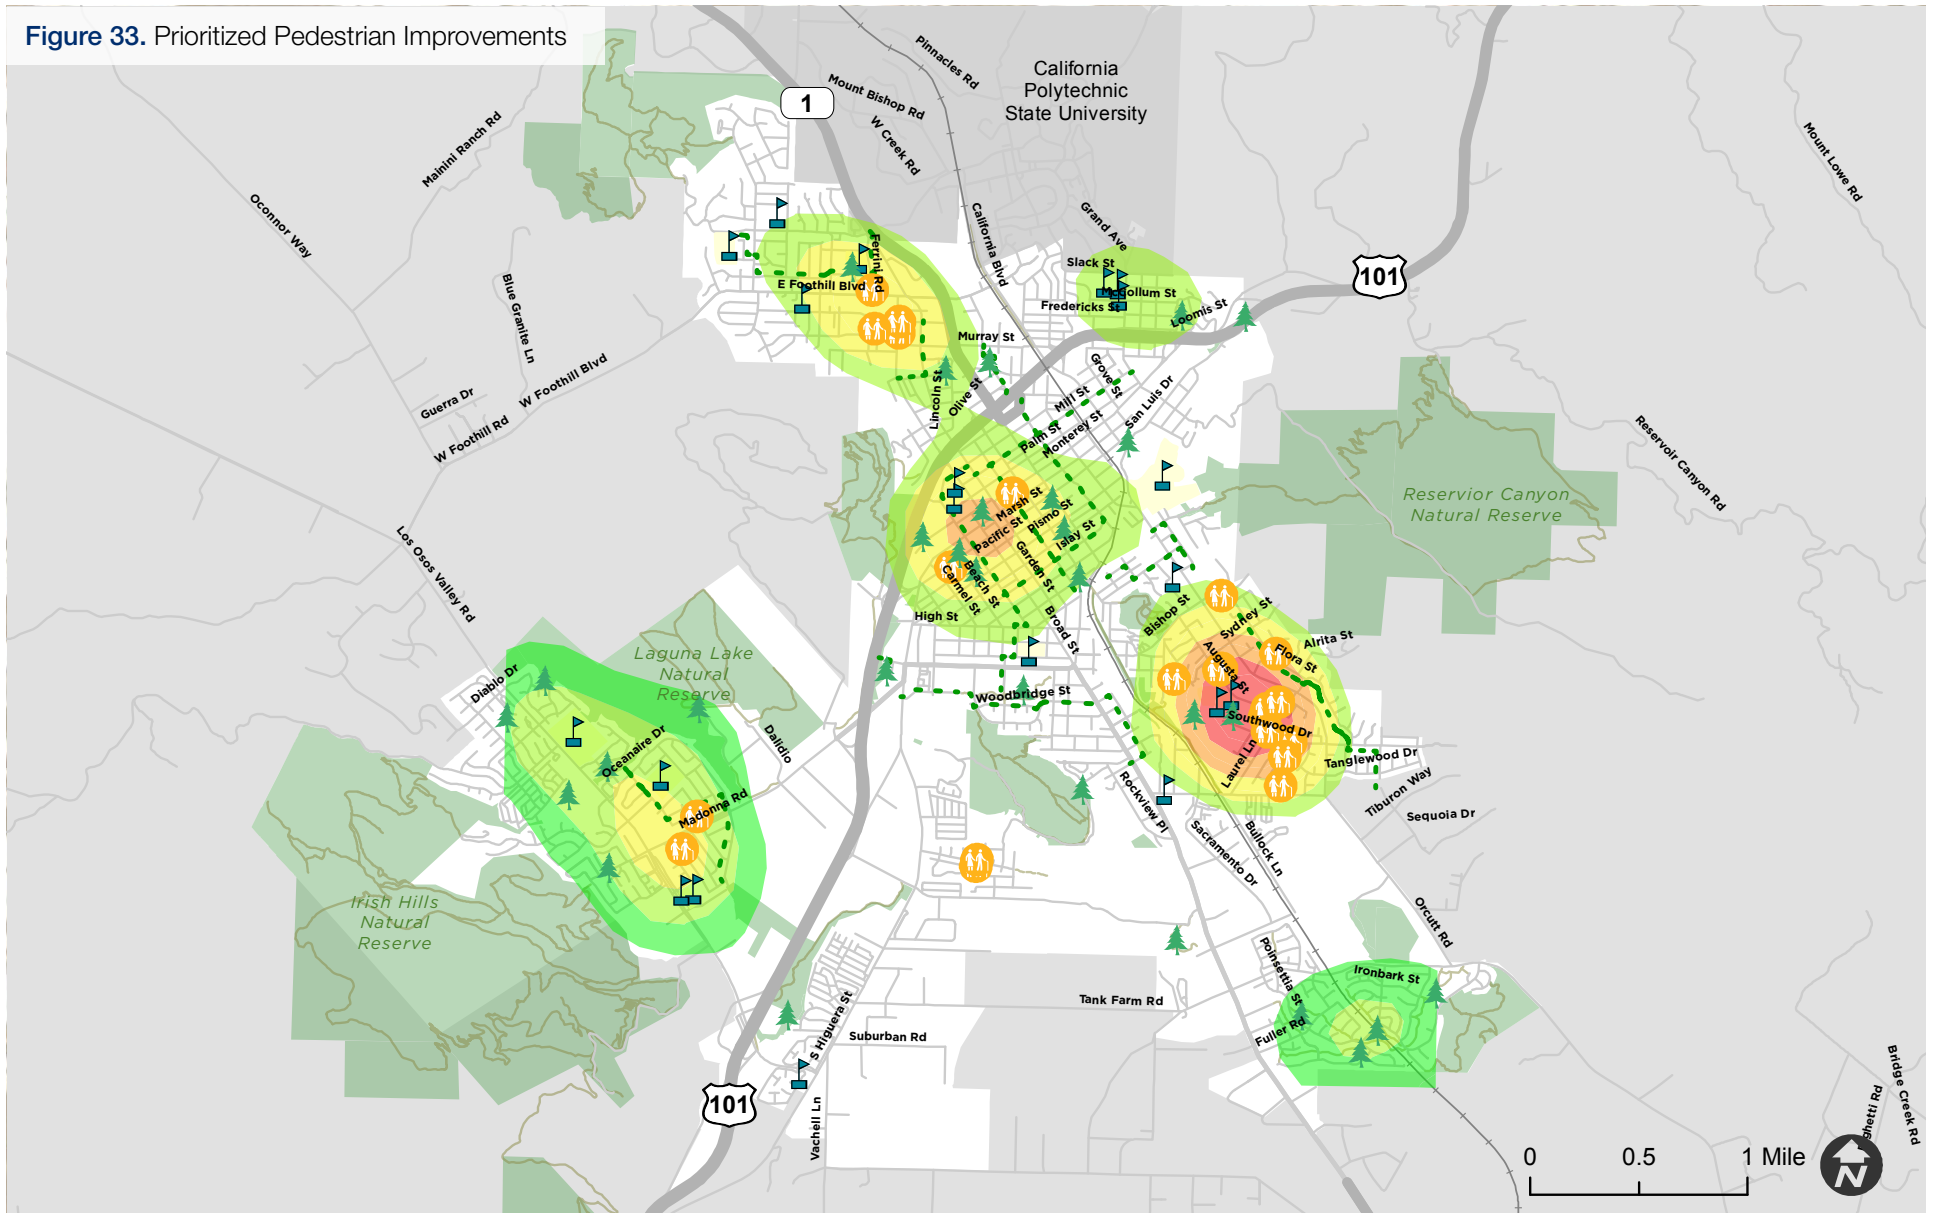 Figure 33. Prioritized Pedestrian Improvements
Pinnacles Rd
California
Polytechnic
State University
1
Mount Bishop Rd
W Creek Rd
Mainini Ranch Rd
Mount Lowe Rd
Oconnor Way
California Blvd
Grand Ave
Ferrini Rd
Slack St
101
E Foothill Blvd
McCollum St
Fredericks St
Loomis St
Blue Granite Ln
Murray St
Grove St
W Foothill Blvd
Lincoln St
Olive St
Mill St
San Luis Dr
Guerra Dr
W Foothill Rd
Palm St
Monterey St
Reservoir Canyon Rd
Reservior Canyon
Natural Reserve
Marsh St
Pismo St
Pacific St
Islay St
Garden St
Los Osos Valley Rd
Beach St
Carmel St
High St
Broad St
Bishop St
Sydney St
Alrita St
Flora St
Augusta St
Laguna Lake
Natural
Reserve
Diablo Dr
Woodbridge St
Southwood Dr
Oceanaire Dr
Dalidio
Laurel Ln
Tanglewood Dr
Tiburon Way
Madonna Rd
Rockview Pl
Sequoia Dr
Sacramento Dr
Bullock Ln
Irish Hills
Natural
Reserve
Orcutt Rd
Poinsettia St
Ironbark St
Tank Farm Rd
S Higuera St
Suburban Rd
Fuller Rd
101
Vachell Ln
Bridge Creek Rd
ghetti Rd
0 0.5 1 Mile
N